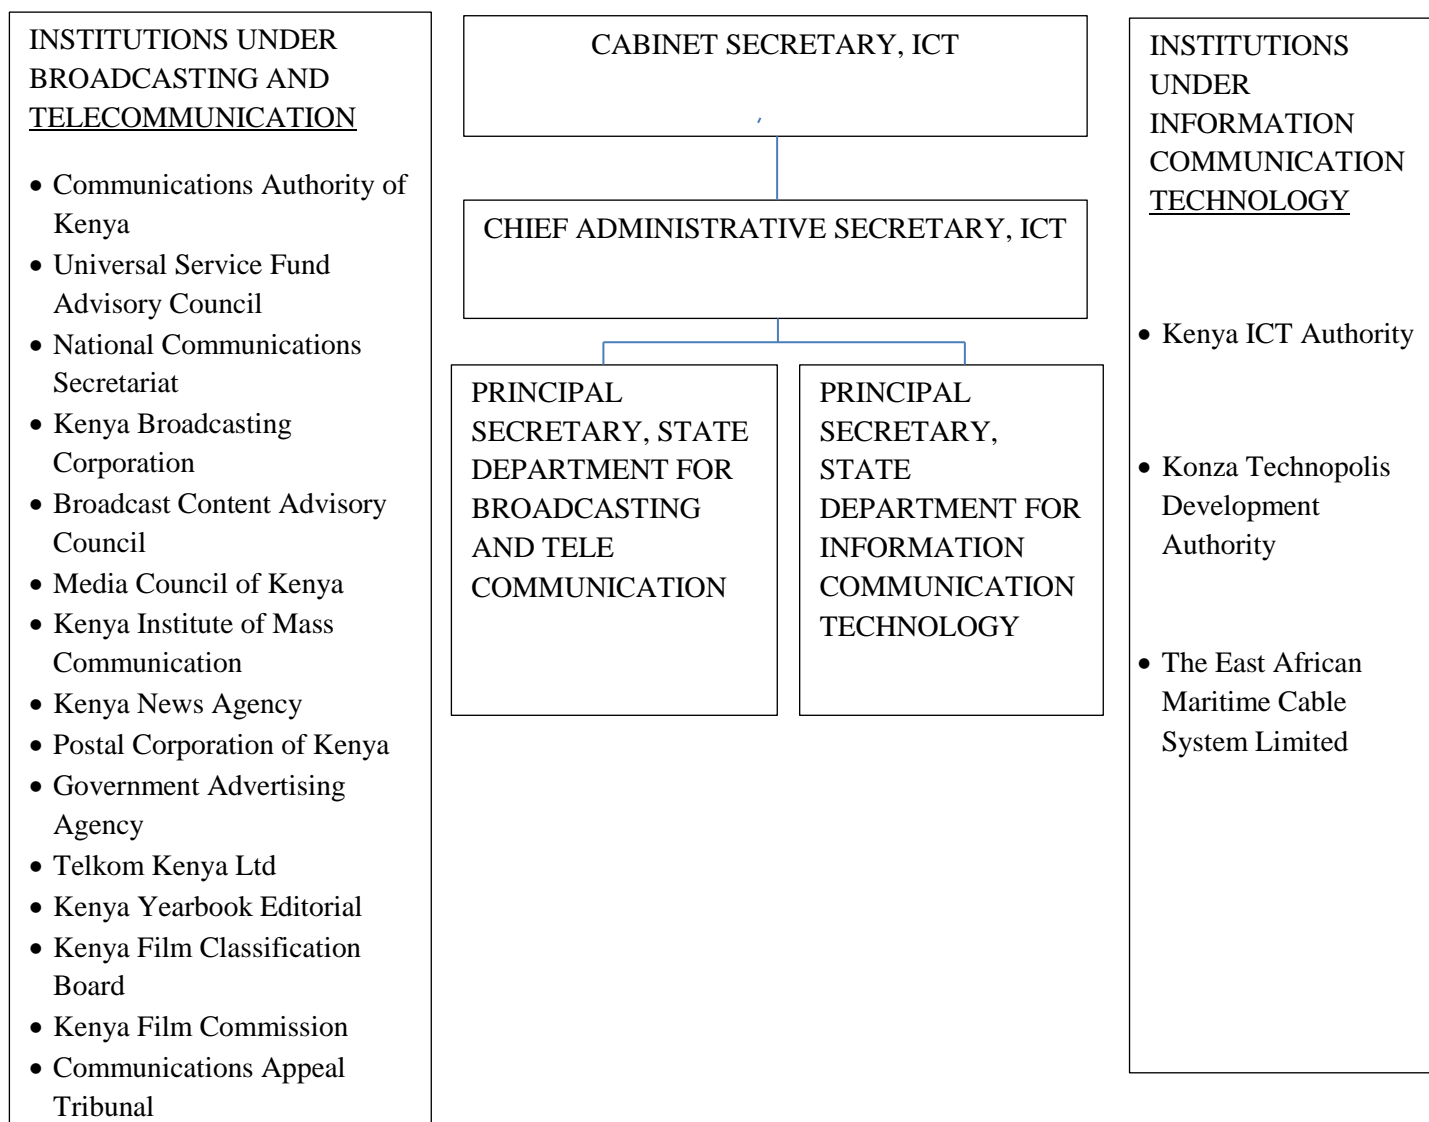 INSTITUTIONS UNDER
BROADCASTING AND
TELECOMMUNICATION
• Communications Authority of
Kenya
• Universal Service Fund
Advisory Council
• National Communications
Secretariat
• Kenya Broadcasting
Corporation
• Broadcast Content Advisory
Council
• Media Council of Kenya
• Kenya Institute of Mass
Communication
• Kenya News Agency
• Postal Corporation of Kenya
• Government Advertising
Agency
• Telkom Kenya Ltd
• Kenya Yearbook Editorial
• Kenya Film Classification
Board
• Kenya Film Commission
• Communications Appeal
Tribunal
CABINET SECRETARY, ICT
,
CHIEF ADMINISTRATIVE SECRETARY, ICT
PRINCIPAL
SECRETARY, STATE
DEPARTMENT FOR
BROADCASTING
AND TELE
COMMUNICATION
PRINCIPAL
SECRETARY,
STATE
DEPARTMENT FOR
INFORMATION
COMMUNICATION
TECHNOLOGY
INSTITUTIONS
UNDER
INFORMATION
COMMUNICATION
TECHNOLOGY
• Kenya ICT Authority
• Konza Technopolis
Development
Authority
• The East African
Maritime Cable
System Limited